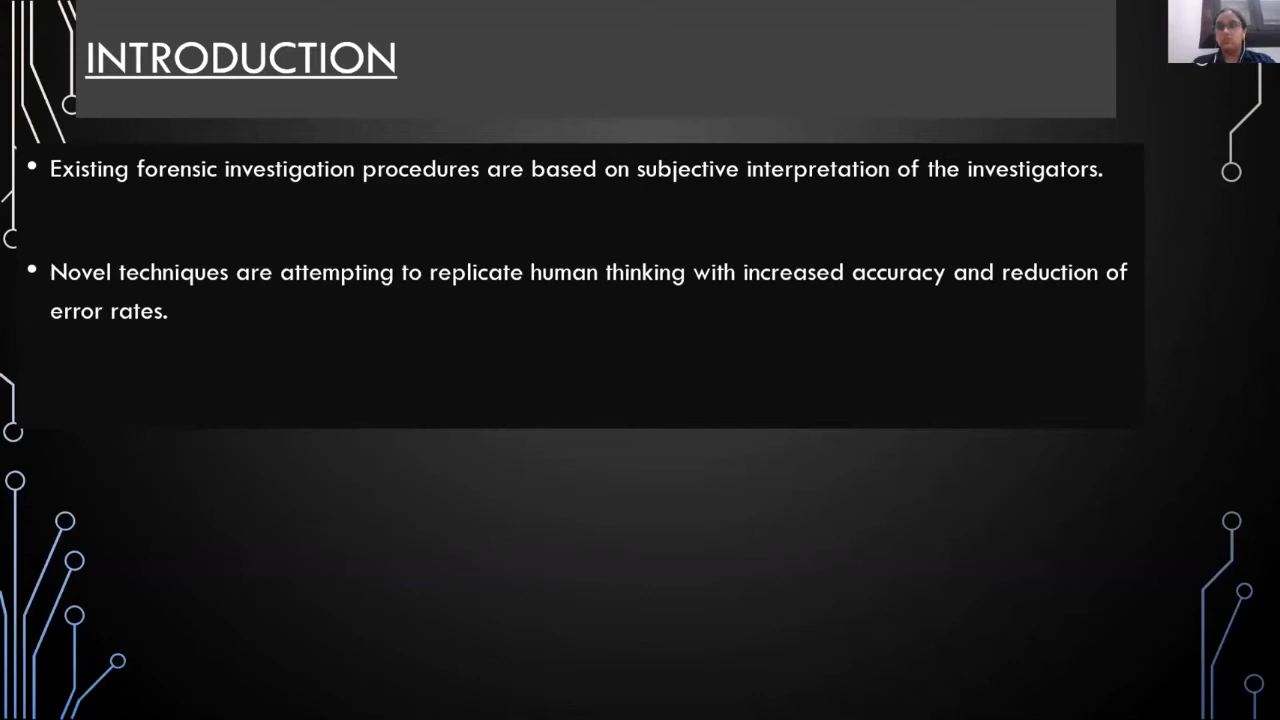 INTRODUCTION
• Existing forensic investigation procedures are based on subjective interpretation of the investigators.
• Novel techniques are attempting to replicate human thinking with increased accuracy and reduction of
error rates.